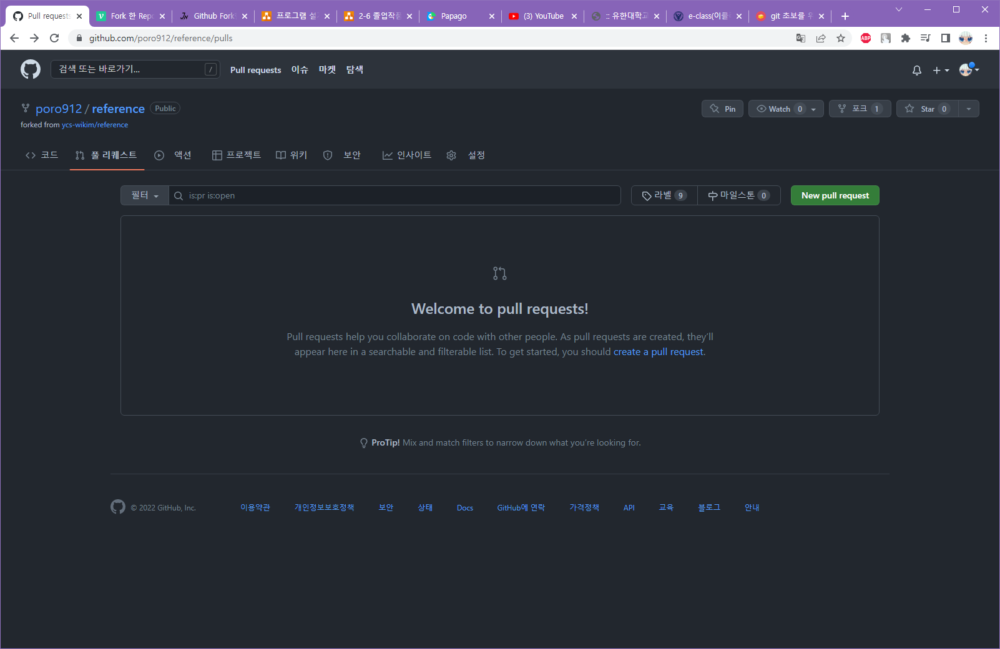 Pull requests
Fork 한 Repo
Github Fork
프로그램 설
2-6 졸업작품
Papago
(3) YouTube
:: 유한대학교
e-class(이클
git 초보를 위
github.com/poro912/reference/pulls
ABP
검색 또는 바로가기... /
Pull requests 이슈 마켓 탐색
poro912 / reference Public
Pin Watch 0 포크 1 Star 0
forked from ycs-wikim/reference
코드 풀 리퀘스트 액션 프로젝트 위키 보안 인사이트 설정
필터 is:pr is:open 라벨 9 마일스톤 0 New pull request
Welcome to pull requests!
Pull requests help you collaborate on code with other people. As pull requests are created, they’ll
appear here in a searchable and filterable list. To get started, you should create a pull request.
ProTip! Mix and match filters to narrow down what you’re looking for.
© 2022 GitHub, Inc. 이용약관 개인정보보호정책 보안 상태 Docs GitHub에 연락 가격정책 API 교육 블로그 안내